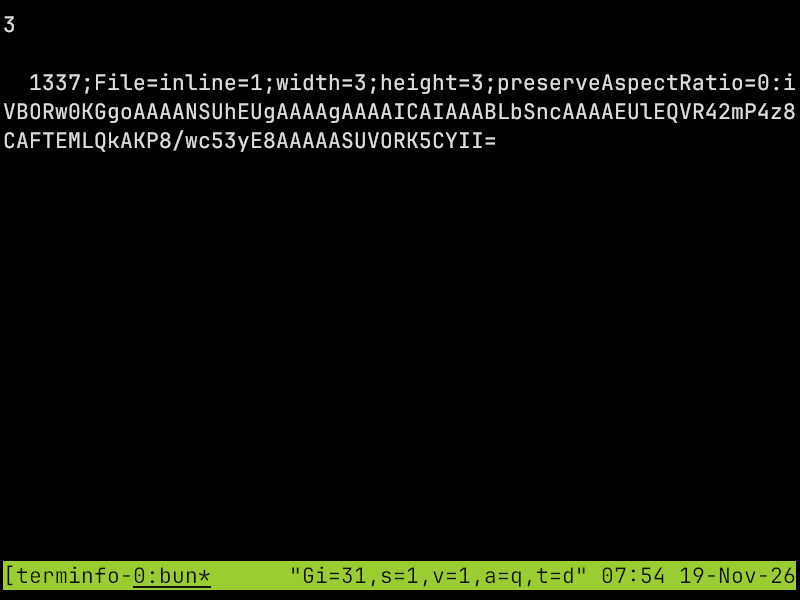 3
1337;File=inline=1;width=3;height=3;preserveAspectRatio=0:i
VBORw0KGgoAAAANSUhEUgAAAAgAAAAICAIAAABLbSncAAAAEUlEQVR42mP4z8
CAFTEMLQkAKP8/wc53yE8AAAAASUVORK5CYII=
[terminfo-0:bun*      "Gi=31,s=1,v=1,a=q,t=d" 07:54 19-Nov-26